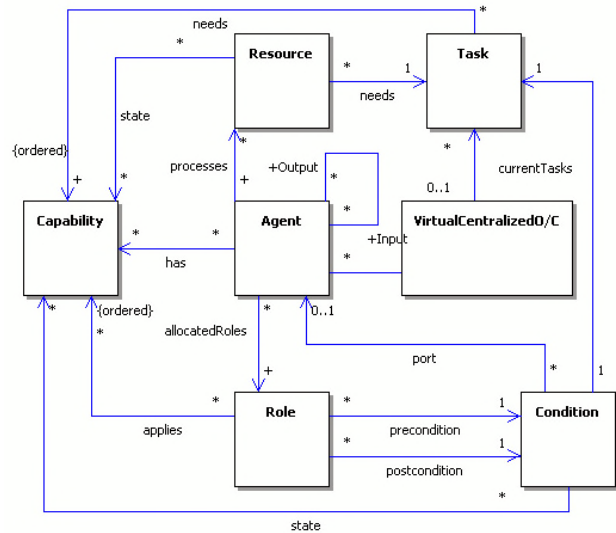 needs
*
*
Resource
*
1
Task
1
needs
state
{ordered}
processes
*
+Output
*
*
currentTasks
+
*
+
0..1
Capability
*
*
Agent
*
VirtualCentralizedO/C
+Input
has
*
*
*
{ordered}
*
0..1
allocatedRoles
*
+
port
*
1
*
Role
*
1
Condition
applies
precondition
*
1
postcondition
*
state